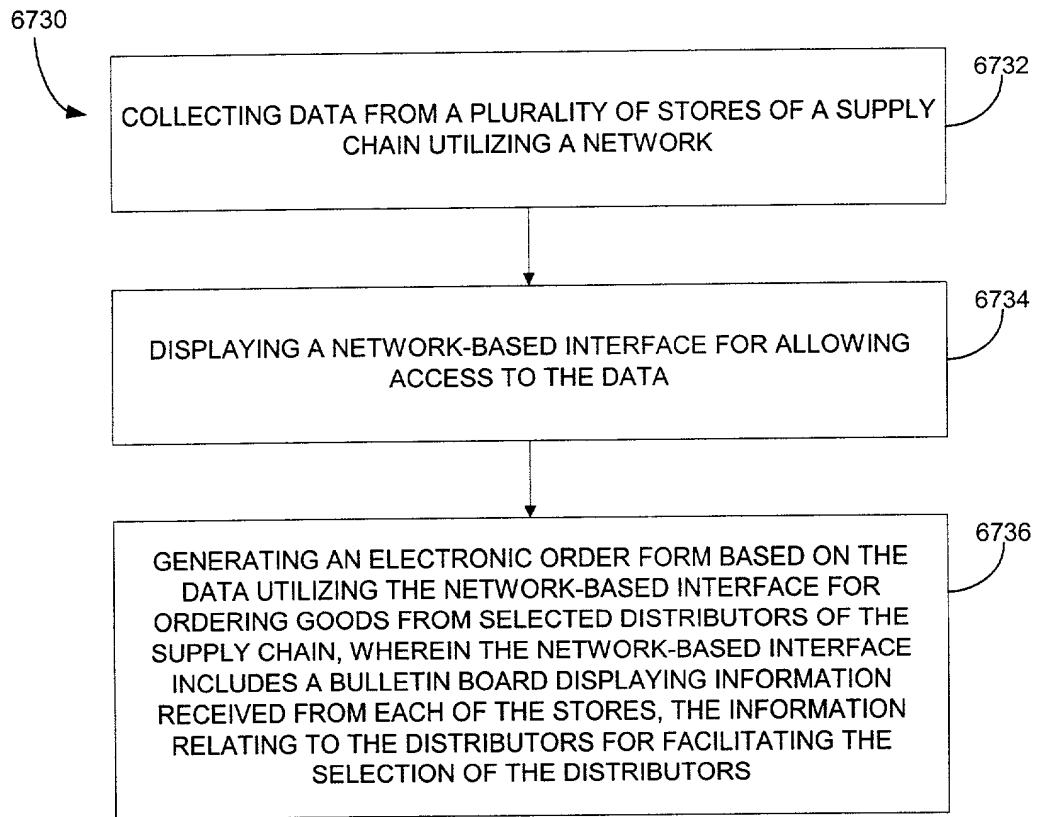 6730
6732
COLLECTING DATA FROM A PLURALITY OF STORES OF A SUPPLY
CHAIN UTILIZING A NETWORK
6734
DISPLAYING A NETWORK-BASED INTERFACE FOR ALLOWING
ACCESS TO THE DATA
6736
GENERATING AN ELECTRONIC ORDER FORM BASED ON THE
DATA UTILIZING THE NETWORK-BASED INTERFACE FOR
ORDERING GOODS FROM SELECTED DISTRIBUTORS OF THE
SUPPLY CHAIN, WHEREIN THE NETWORK-BASED INTERFACE
INCLUDES A BULLETIN BOARD DISPLAYING INFORMATION
RECEIVED FROM EACH OF THE STORES, THE INFORMATION
RELATING TO THE DISTRIBUTORS FOR FACILITATING THE
SELECTION OF THE DISTRIBUTORS